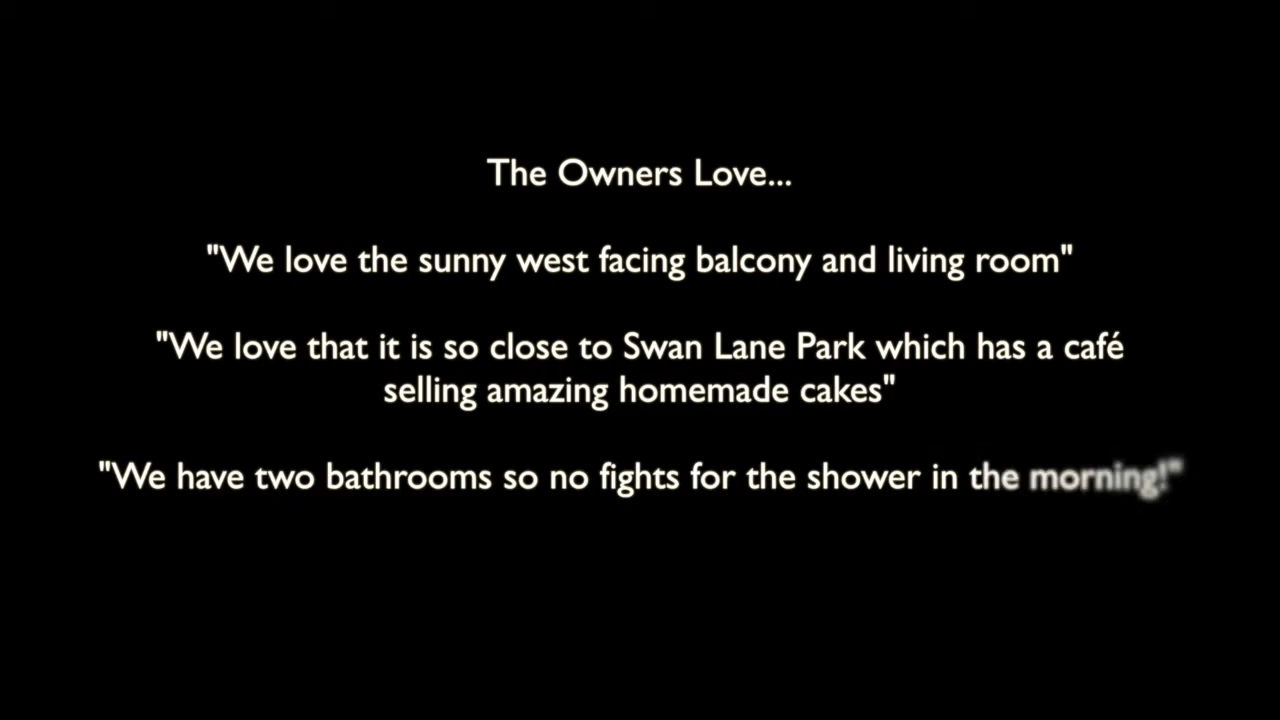 The Owners Love...
"We love the sunny west facing balcony and living room"
"We love that it is so close to Swan Lane Park which has a café
selling amazing homemade cakes"
"We have two bathrooms so no fights for the shower in the morning!"